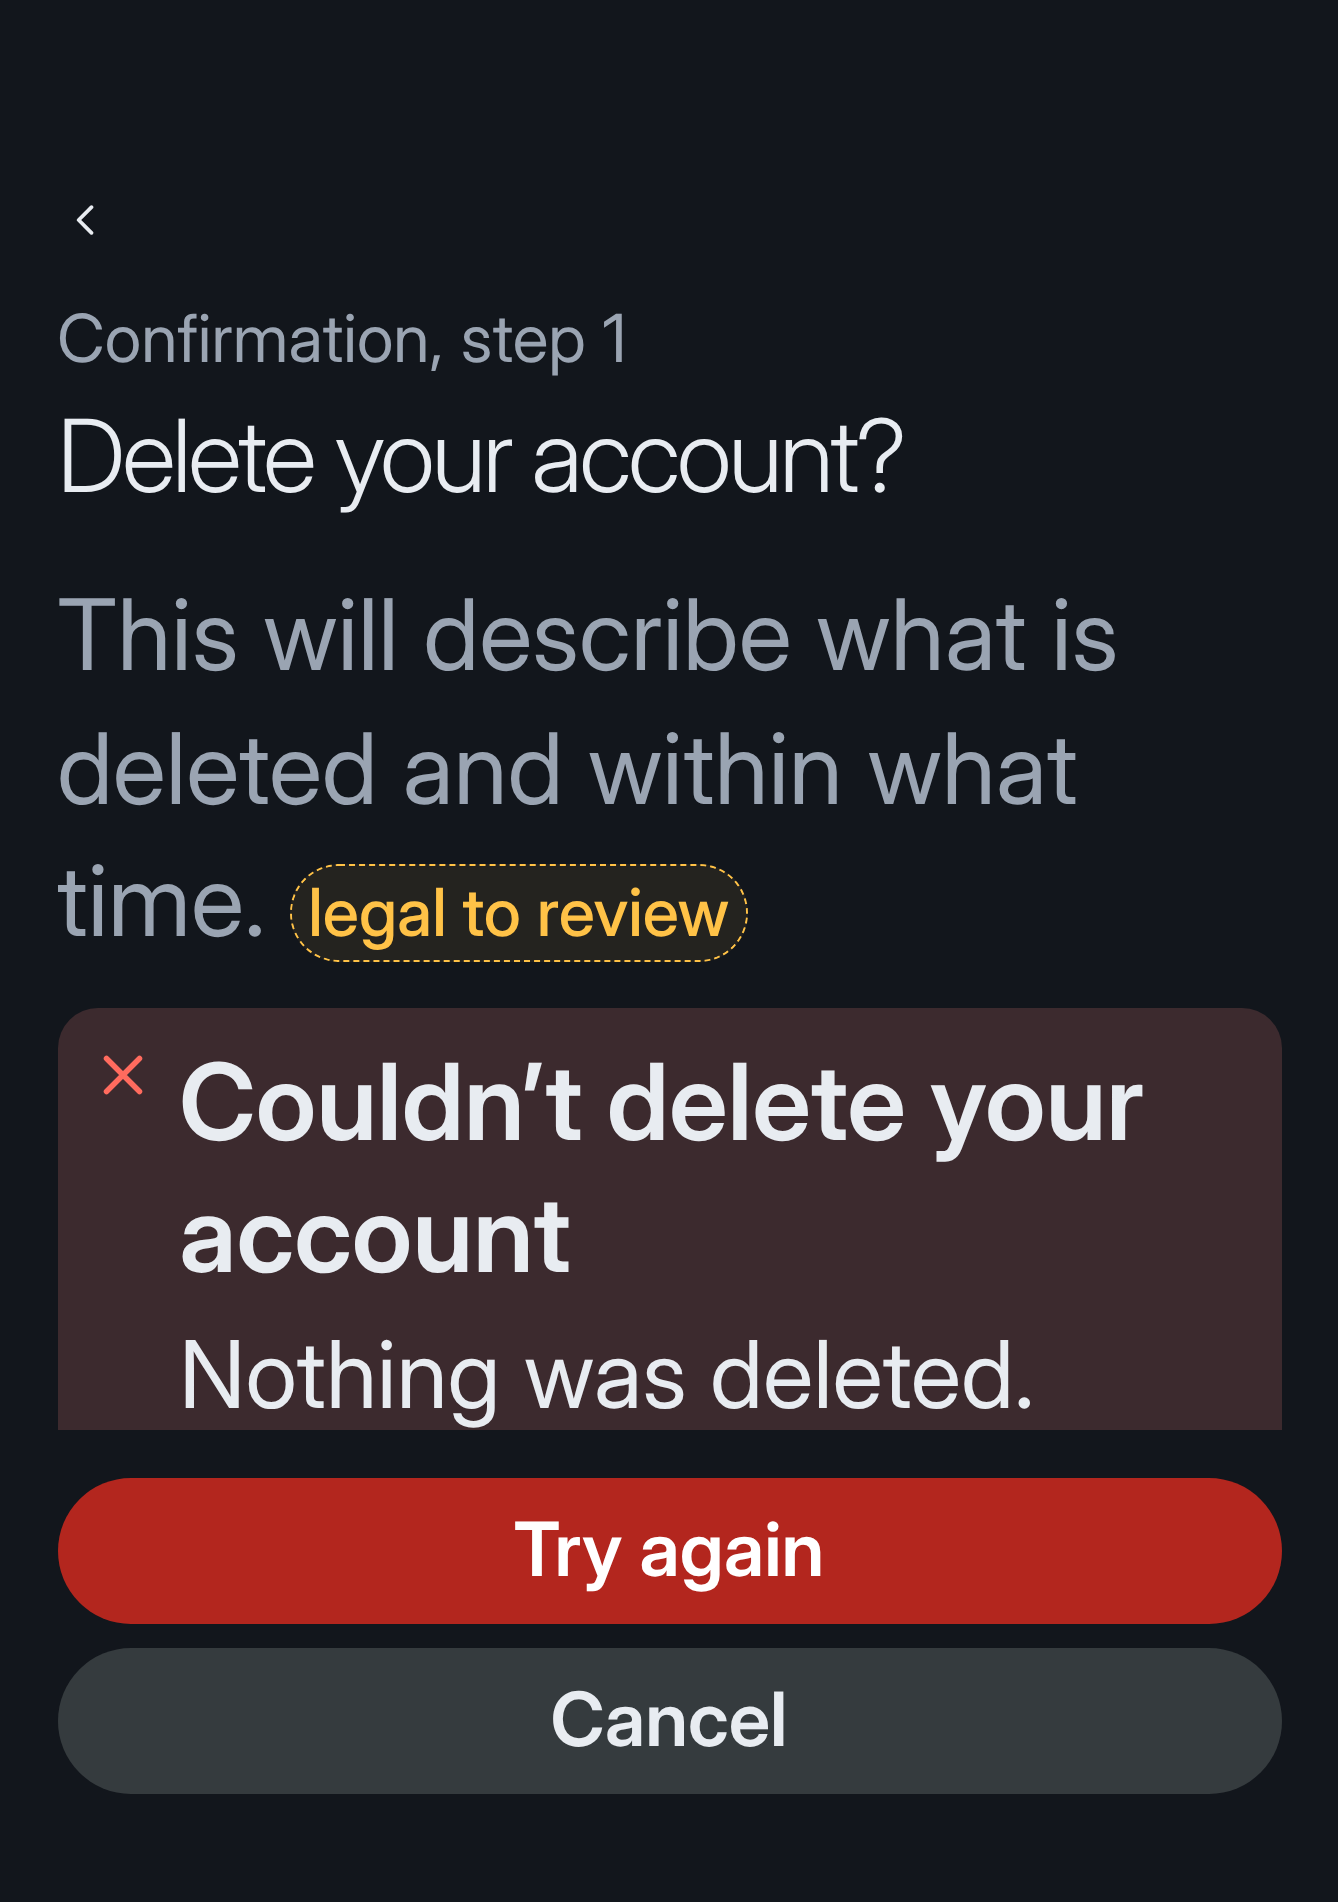 Confirmation, step 1
Delete your account?
This will describe what is
deleted and within what
time. legal to review
Couldn’t delete your
account
Nothing was deleted.
Try again
Cancel